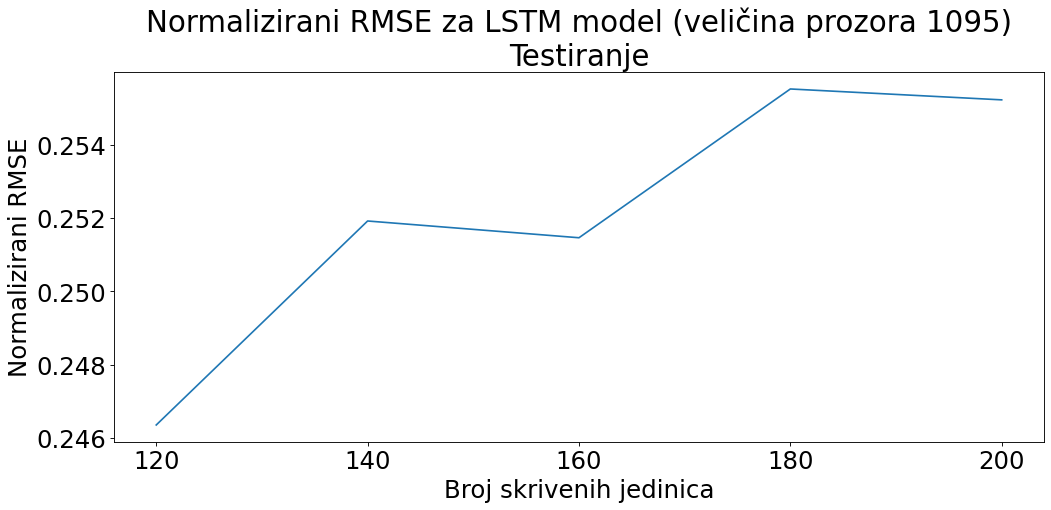 Normalizirani RMSE za LSTM model (veličina prozora 1095)
Testiranje
Normalizirani RMSE
0.254
0.252
0.250
0.248
0.246
120 140 160 180 200
Broj skrivenih jedinica